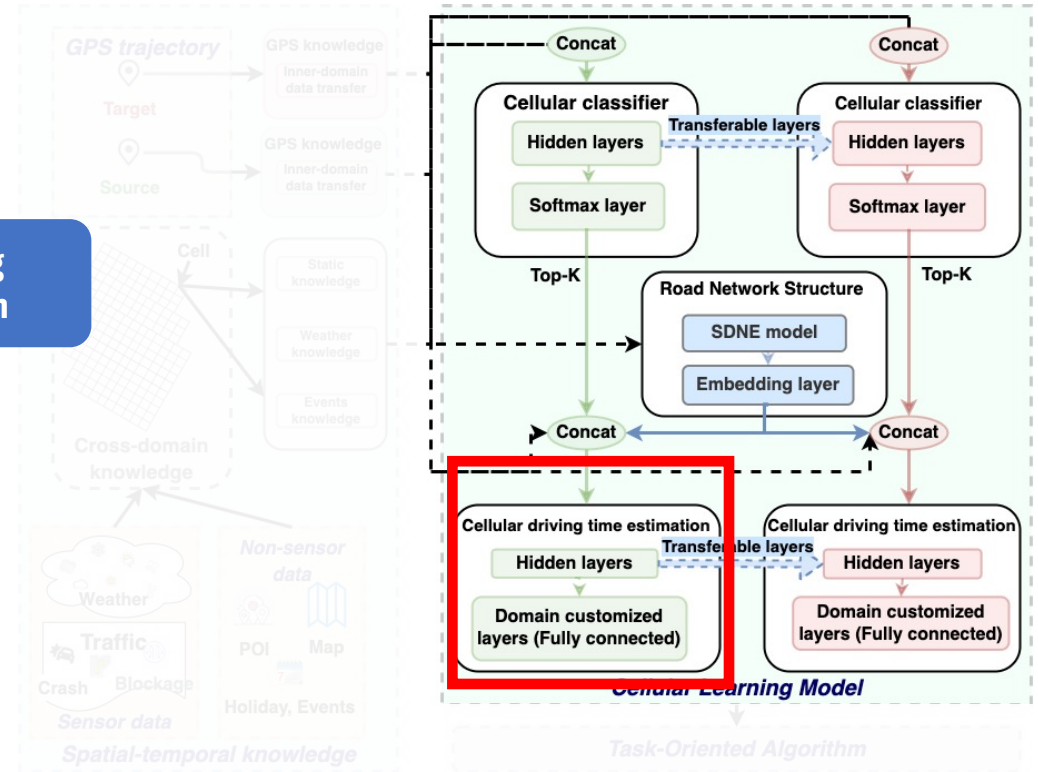 GPS trajectory
Target
Source
GPS knowledge
Inner-domain
data transfer
GPS knowledge
Inner-domain
data transfer
g
n
Cell
Static
knowledge
Weather
knowledge
Events
knowledge
Cross-domain
knowledge
Weather
Traffic
Crash
Blockage
Sensor data
Non-sensor
data
POI
Map
Holiday, Events
Spatial-temporal knowledge
Concat
Concat
Cellular classifier
Hidden layers
Softmax layer
Transferable layers
Cellular classifier
Hidden layers
Softmax layer
Top-K
Top-K
Road Network Structure
SDNE model
Embedding layer
Concat
Concat
Cellular driving time estimation
Hidden layers
Domain customized
layers (Fully connected)
Transferable layers
Cellular driving time estimation
Hidden layers
Domain customized
layers (Fully connected)
Cellular Learning Model
Task-Oriented Algorithm